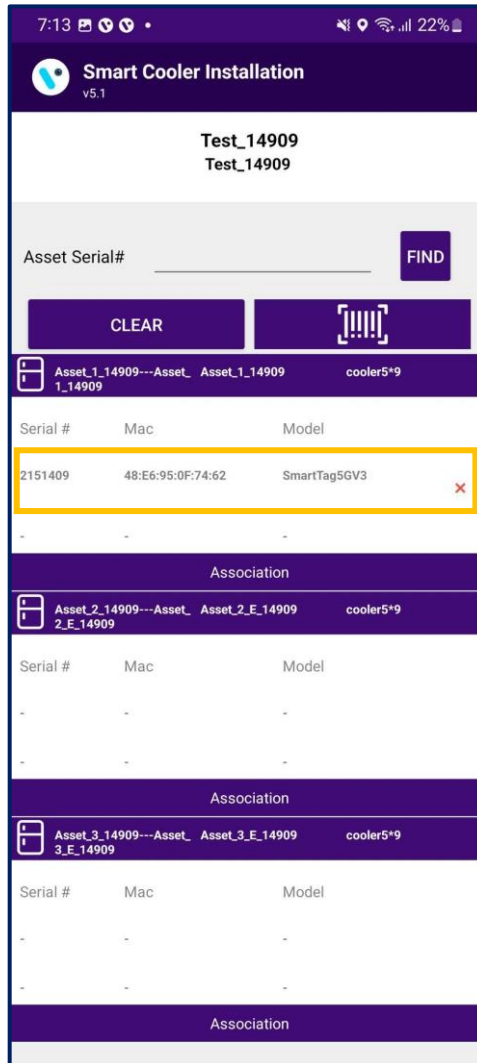 7:13 • 22%
Smart Cooler Installation
v5.1
Test_14909
Test_14909
Asset Serial# FIND
CLEAR
Asset_1_14909---Asset_ Asset_1_14909 cooler5*9
1_14909
Serial # Mac Model
2151409 48:E6:95:0F:74:62 SmartTag5GV3 ×
- - -
Association
Asset_2_14909---Asset_ Asset_2_E_14909 cooler5*9
2_E_14909
Serial # Mac Model
- - -
- - -
Association
Asset_3_14909---Asset_ Asset_3_E_14909 cooler5*9
3_E_14909
Serial # Mac Model
- - -
- - -
Association